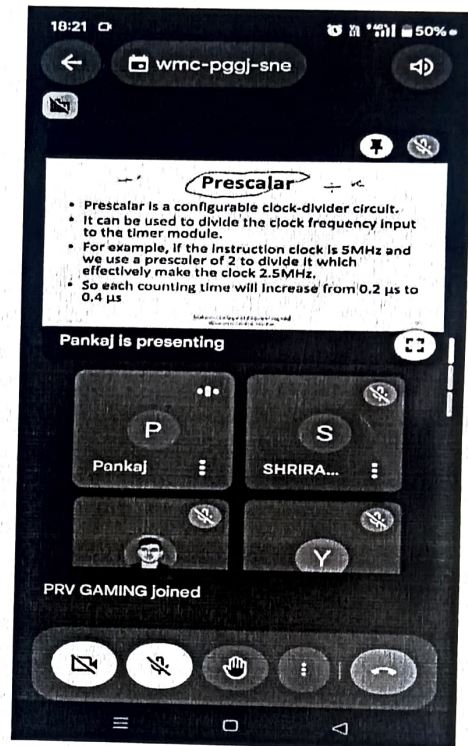 18:21
50%
wmc-pggj-sne
Prescalar
• Prescalar is a configurable clock-divider circuit.
• It can be used to divide the clock frequency input
to the timer module.
• For example, if the instruction clock is 5MHz and
we use a prescaler of 2 to divide it which
effectively make the clock 2.5MHz.
• So each counting time will increase from 0.2 µs to
0.4 µs
Pankaj is presenting
P
S
Pankaj
SHRIRA...
Y
PRV GAMING joined